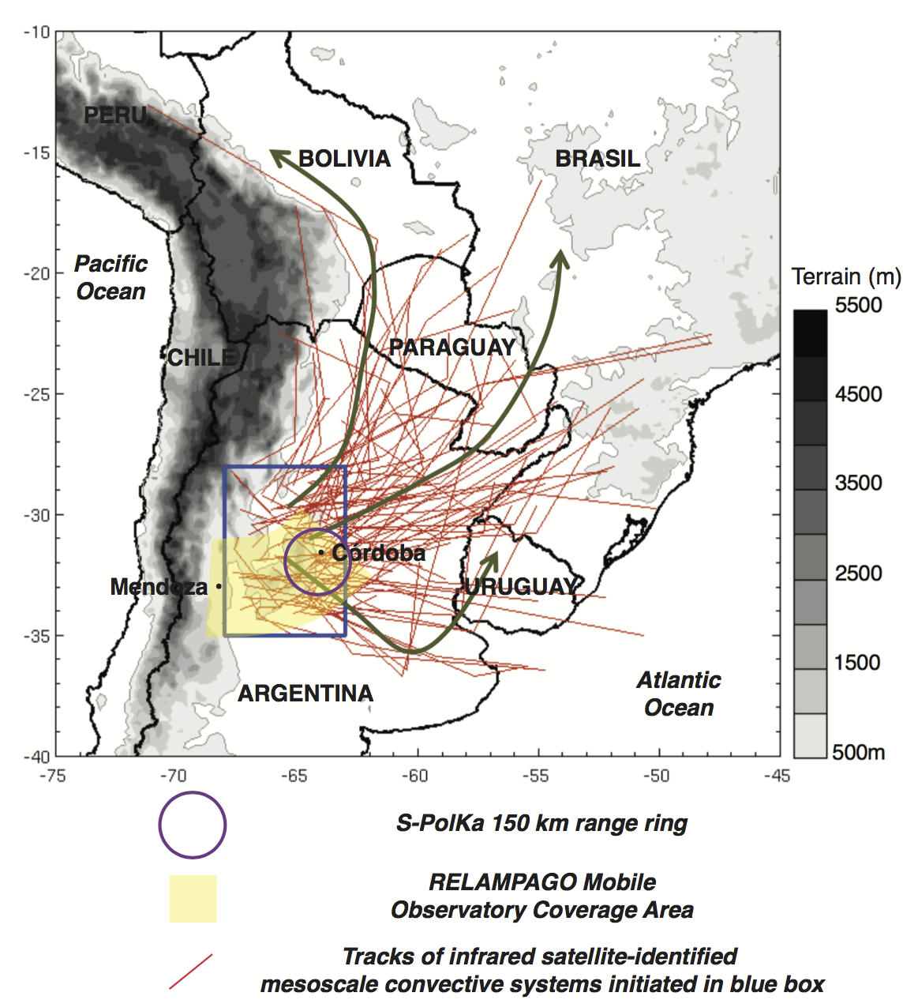 -10
PERU
-15
BOLIVIA
BRASIL
Pacific
Ocean
-20
Terrain (m)
5500
CHILE
PARAGUAY
-25
4500
3500
-30
Córdoba
Mendoza
URUGUAY
2500
-35
1500
ARGENTINA
Atlantic
Ocean
-40
500m
-75
-70
-65
-60
-55
-50
-45
S-PolKa 150 km range ring
RELAMPAGO Mobile
Observatory Coverage Area
Tracks of infrared satellite-identified
mesoscale convective systems initiated in blue box